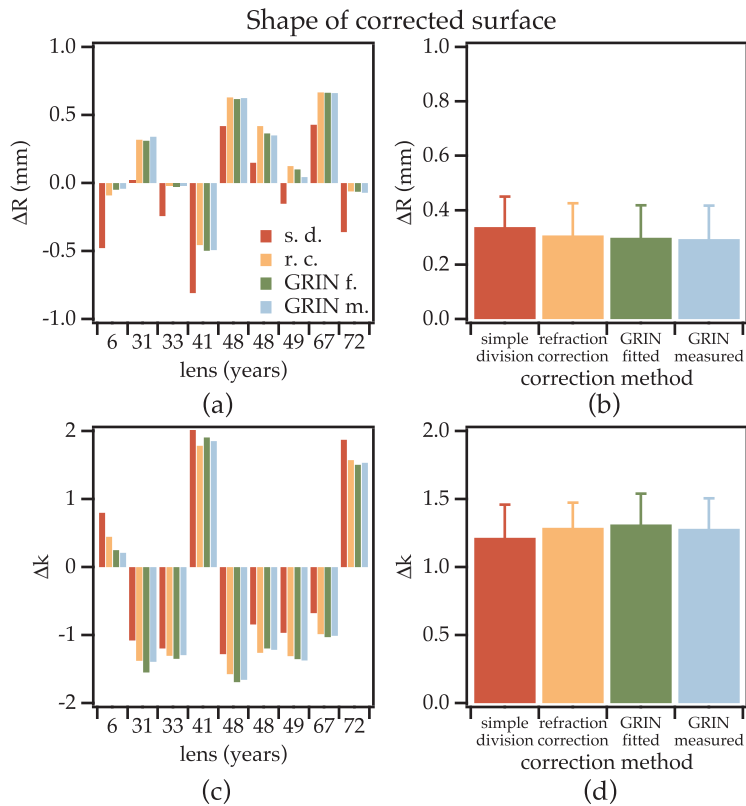 Shape of corrected surface
1.0
0.5
0.0
-0.5
-1.0
ΔR (mm)
s. d.
r. c.
GRIN f.
GRIN m.
6 31 33 41 48 48 49 67 72
lens (years)
(a)
1.0
0.8
0.6
0.4
0.2
0.0
ΔR (mm)
simple refraction GRIN GRIN
division correction fitted measured
correction method
(b)
2
1
0
-1
-2
Δk
6 31 33 41 48 48 49 67 72
lens (years)
(c)
2.0
1.5
1.0
0.5
0.0
simple refraction GRIN GRIN
division correction fitted measured
correction method
(d)